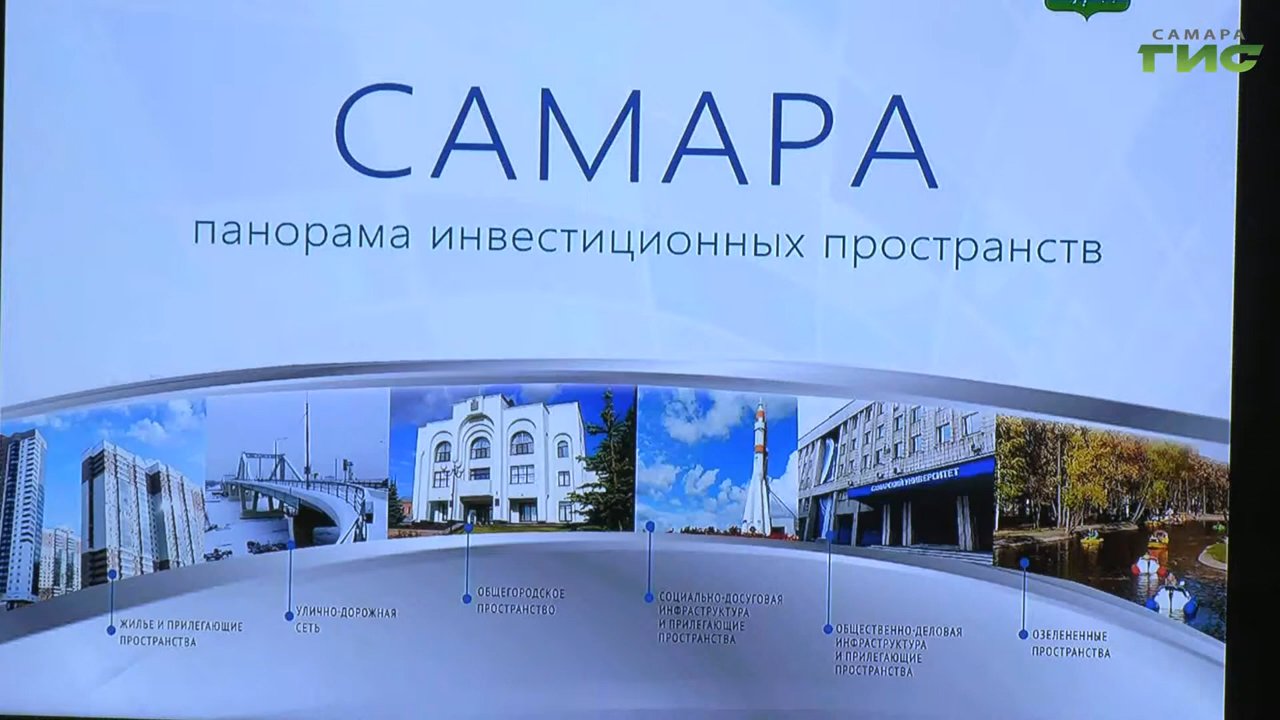 САМАРА
ГИС
САМАРА
панорама инвестиционных пространств
САМАРСКИЙ УНИВЕРСИТЕТ
ЖИЛЬЕ И ПРИЛЕГАЮЩИЕ
ПРОСТРАНСТВА
УЛИЧНО-ДОРОЖНАЯ
СЕТЬ
ОБЩЕГОРОДСКОЕ
ПРОСТРАНСТВО
СОЦИАЛЬНО-ДОСУГОВАЯ
ИНФРАСТРУКТУРА
И ПРИЛЕГАЮЩИЕ
ПРОСТРАНСТВА
ОБЩЕСТВЕННО-ДЕЛОВАЯ
ИНФРАСТРУКТУРА
И ПРИЛЕГАЮЩИЕ
ПРОСТРАНСТВА
ОЗЕЛЕНЕННЫЕ
ПРОСТРАНСТВА